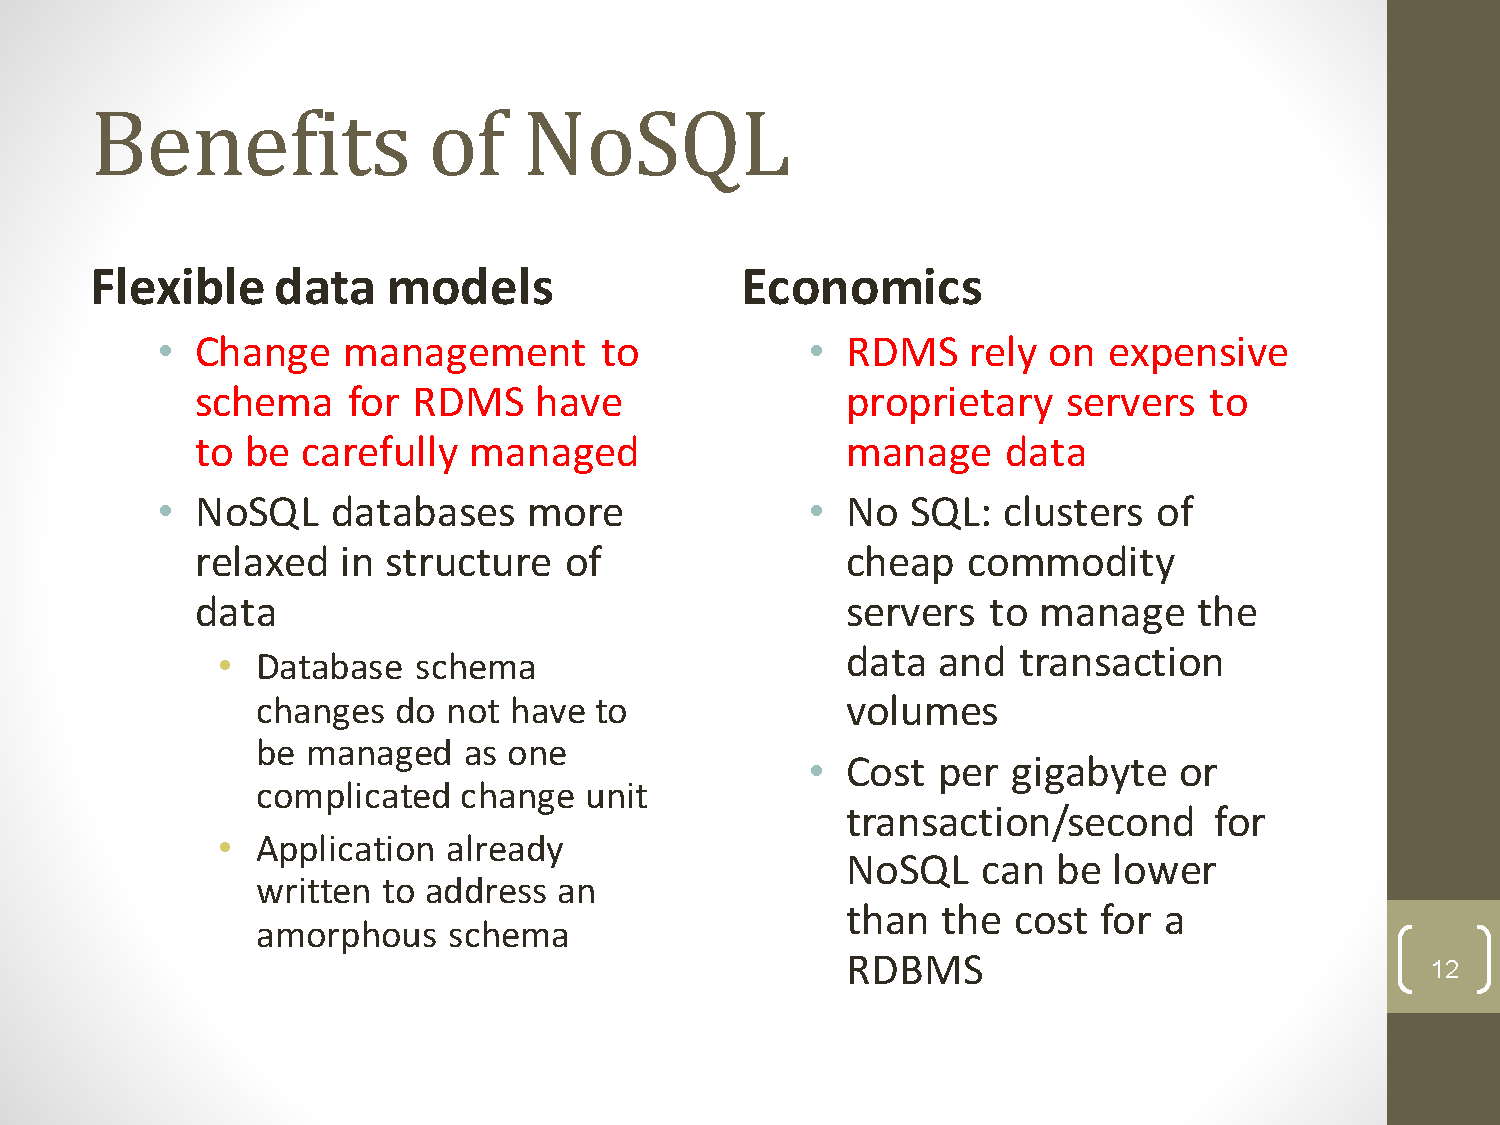 Benefits of NoSQL
Flexible data models
• Change management to
schema for RDMS have
to be carefully managed
• NoSQL databases more
relaxed in structure of
data
• Database schema
changes do not have to
be managed as one
complicated change unit
• Application already
written to address an
amorphous schema
Economics
• RDMS rely on expensive
proprietary servers to
manage data
• No SQL: clusters of
cheap commodity
servers to manage the
data and transaction
volumes
• Cost per gigabyte or
transaction/second for
NoSQL can be lower
than the cost for a
RDBMS
12